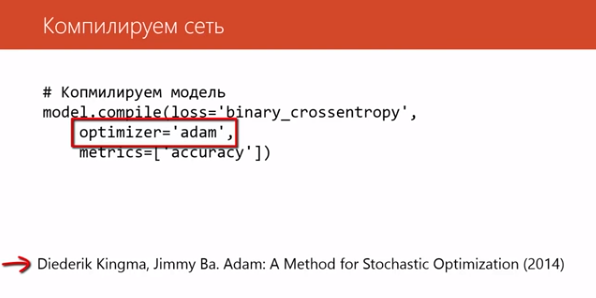 Компилируем сеть
# Копмилируем модель
model.compile(loss='binary_crossentropy',
optimizer='adam',
metrics=['accuracy'])
Diederik Kingma, Jimmy Ba. Adam: A Method for Stochastic Optimization (2014)